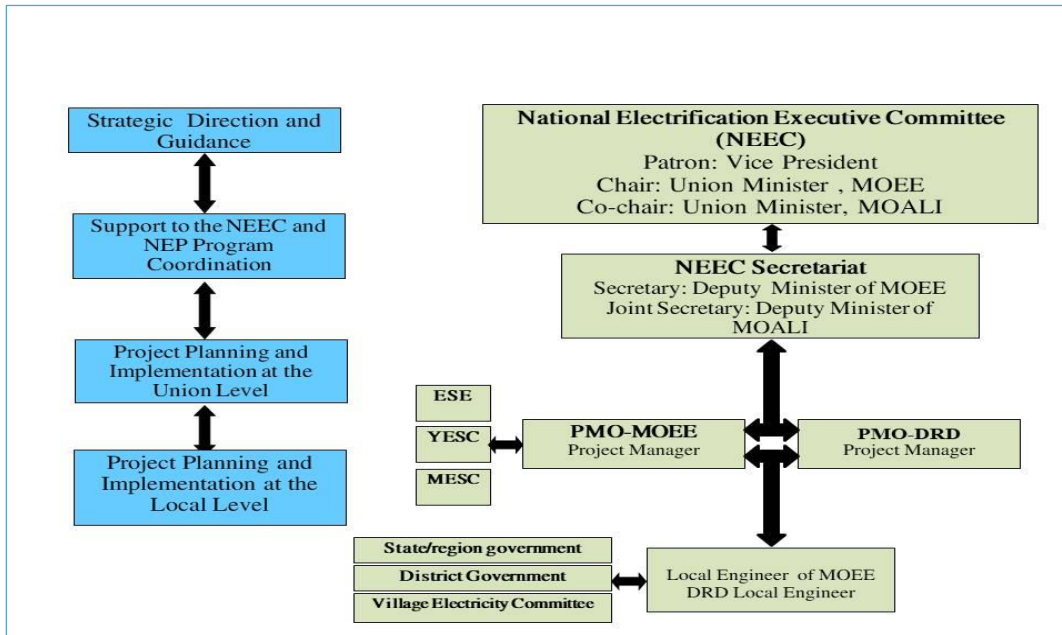 Strategic Direction and
Guidance
Support to the NEEC and
NEP Program
Coordination
Project Planning and
Implementation at the
Union Level
Project Planning and
Implementation at the
Local Level
National Electrification Executive Committee
(NEEC)
Patron: Vice President
Chair: Union Minister , MOEE
Co-chair: Union Minister, MOALI
NEEC Secretariat
Secretary: Deputy Minister of MOEE
Joint Secretary: Deputy Minister of
MOALI
ESE
YESC
MESC
PMO-MOEE
Project Manager
PMO-DRD
Project Manager
State/region government
District Government
Village Electricity Committee
Local Engineer of MOEE
DRD Local Engineer